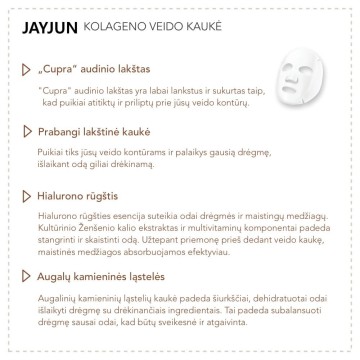 JAYJUN KOLAGENO VEIDO KAUKĖ
„Cupra" audinio lakštas
"Cupra" audinio lakštas yra labai lankstus ir sukurtas taip,
kad puikiai atitiktų ir priliptų prie jūsų veido kontūrų.
Prabangi lakštinė kaukė
Puikiai tiks jūsų veido kontūrams ir palaikys gausią drėgmę,
išlaikant odą giliai drėkinamą.
Hialurono rūgštis
Hialurono rūgšties esencija suteikia odai drėgmės ir maistingų medžiagų.
Kultūrinio Ženšenio kalio ekstraktas ir multivitaminų komponentai padeda
stangrinti ir skaistinti odą. Užtepant priemonę prieš dedant veido kaukę,
maistinės medžiagos absorbuojamos efektyviau.
Augalų kamieninės ląstelės
Augalinių kamieninių ląstelių kaukė padeda šiurkščiai, dehidratuotai odai
išlaikyti drėgmę su drėkinančiais ingredientais. Tai padeda subalansuoti
drėgmę sausai odai, kad būtų sveikesnė ir atgaivinta.